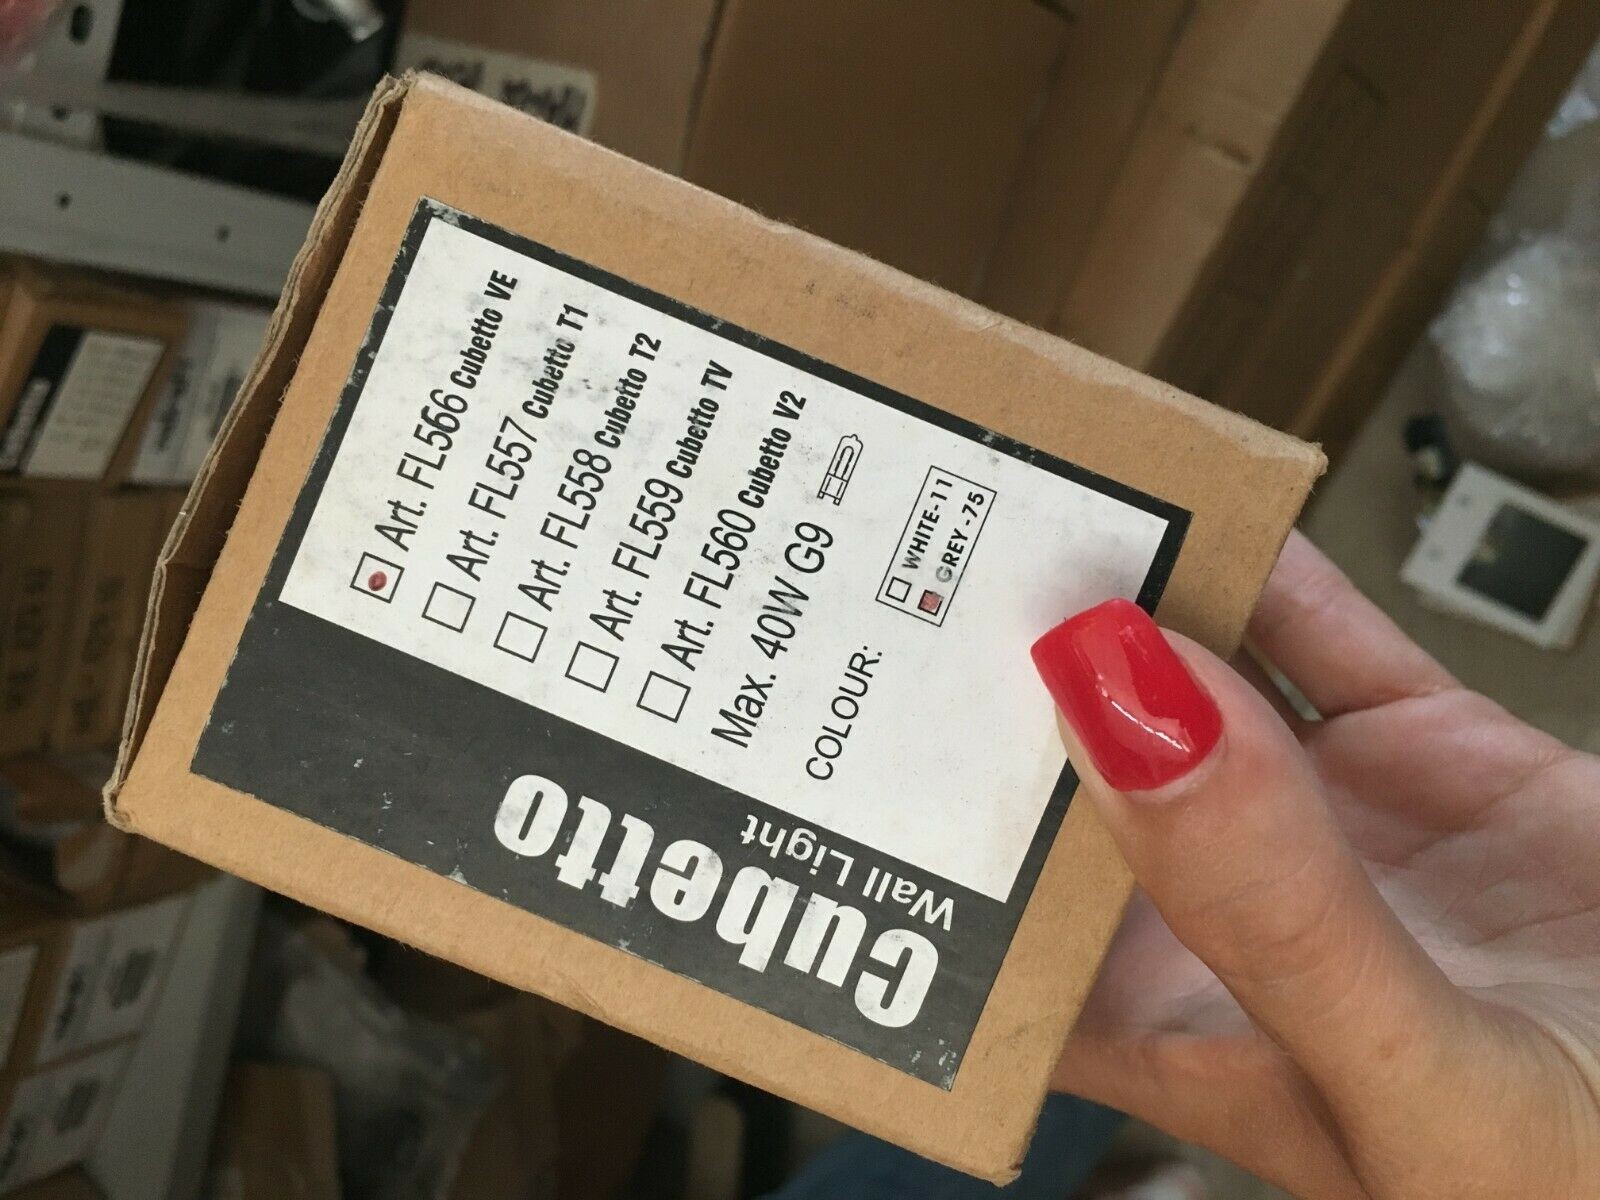 Cubetto
Wall Light
Art. FL566 Cubetto VE
Art. FL557 Cubetto T1
Art. FL558 Cubetto T2
Art. FL559 Cubetto TV
Art. FL560 Cubetto V2
Max. 40W G9
COLOUR:
WHITE-11
GREY-75